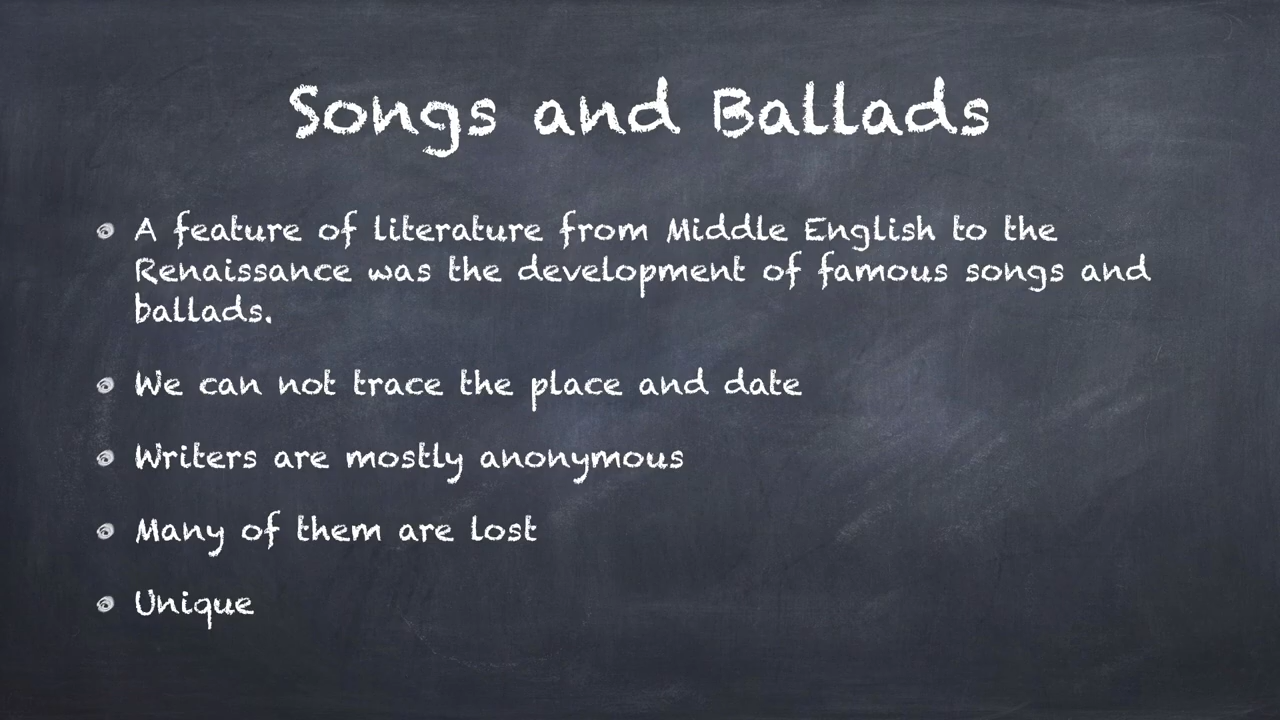 Songs and Ballads
A feature of literature from Middle English to the
Renaissance was the development of famous songs and
ballads.
We can not trace the place and date
Writers are mostly anonymous
Many of them are lost
Unique